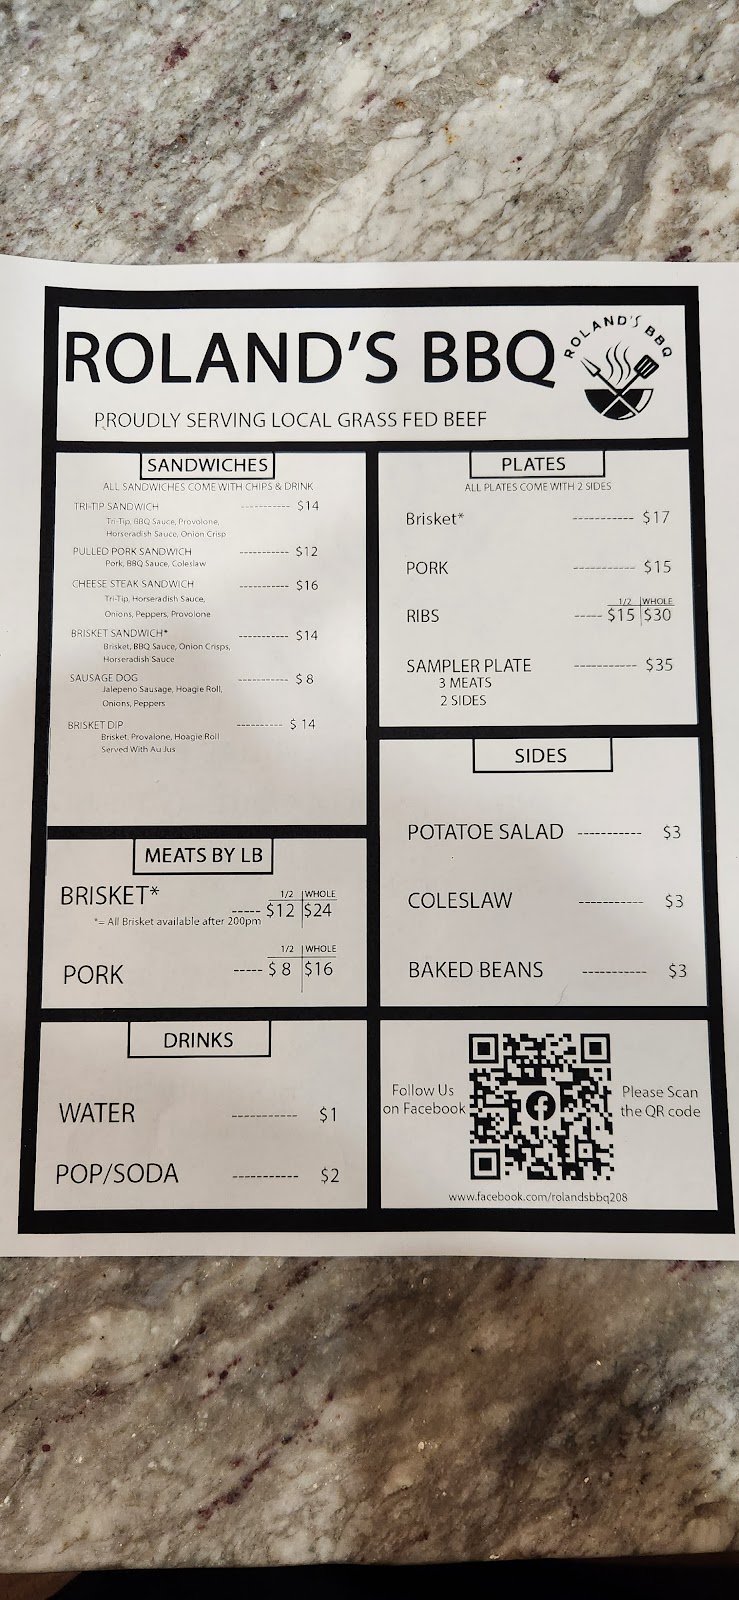 ROLAND'S BBQ
ROLAND'S BBQ
PROUDLY SERVING LOCAL GRASS FED BEEF
SANDWICHES
ALL SANDWICHES COME WITH CHIPS & DRINK
TRI-TIP SANDWICH ----------- $14
Tri-Tip, BBQ Sauce, Provolone,
Horseradish Sauce, Onion Crisp
PULLED PORK SANDWICH ----------- $12
Pork, BBQ Sauce, Coleslaw
CHEESE STEAK SANDWICH ----------- $16
Tri-Tip, Horseradish Sauce,
Onions, Peppers, Provolone
BRISKET SANDWICH* ----------- $14
Brisket, BBQ Sauce, Onion Crisps,
Horseradish Sauce
SAUSAGE DOG ----------- $ 8
Jalepeno Sausage, Hoagie Roll,
Onions, Peppers
BRISKET DIP ---------- $ 14
Brisket, Provalone, Hoagie Roll
Served With Au Jus
MEATS BY LB
1/2 WHOLE
BRISKET* ----- $12 $24
*= All Brisket available after 200pm
1/2 WHOLE
PORK ----- $ 8 $16
DRINKS
WATER ----------- $1
POP/SODA ----------- $2
PLATES
ALL PLATES COME WITH 2 SIDES
Brisket* ----------- $17
PORK ----------- $15
1/2 WHOLE
RIBS ----- $15 $30
SAMPLER PLATE ----------- $35
3 MEATS
2 SIDES
SIDES
POTATOE SALAD ----------- $3
COLESLAW ----------- $3
BAKED BEANS ----------- $3
Follow Us
on Facebook
Please Scan
the QR code
www.facebook.com/rolandsbbq208